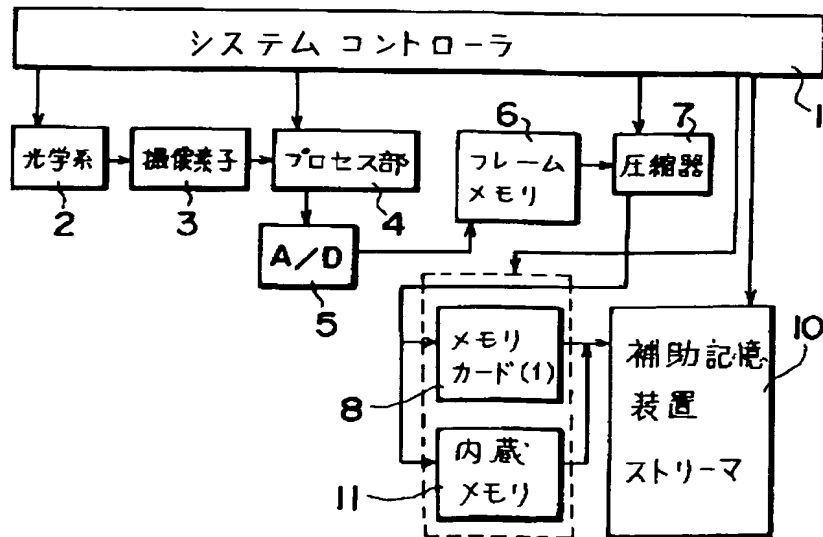 システムコントローラ
1
光学系
2
撮像素子
3
プロセス部
4
A/D
5
6
フレーム
メモリ
7
圧縮器
メモリ
カード(1)
8
内蔵
メモリ
11
補助記憶
装置
ストリーマ
10